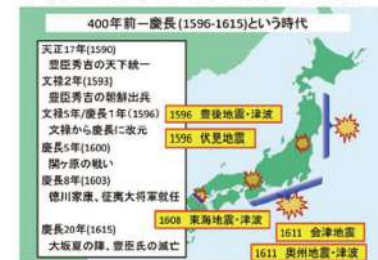 400年前ー慶長(1596-1615)という時代
天正17年(1590)
豊臣秀吉の天下統一
文禄2年(1593)
豊臣秀吉の朝鮮出兵
文禄5年/慶長1年(1596)
文禄から慶長に改元
慶長5年(1600)
関ヶ原の戦い
慶長8年(1603)
徳川家康、征夷大将軍就任
慶長20年(1615)
大坂夏の陣、豊臣氏の滅亡
1596 豊後地震・津波
1596 伏見地震
1608 東海地震・津波
1611 会津地震
1611 奥州地震・津波